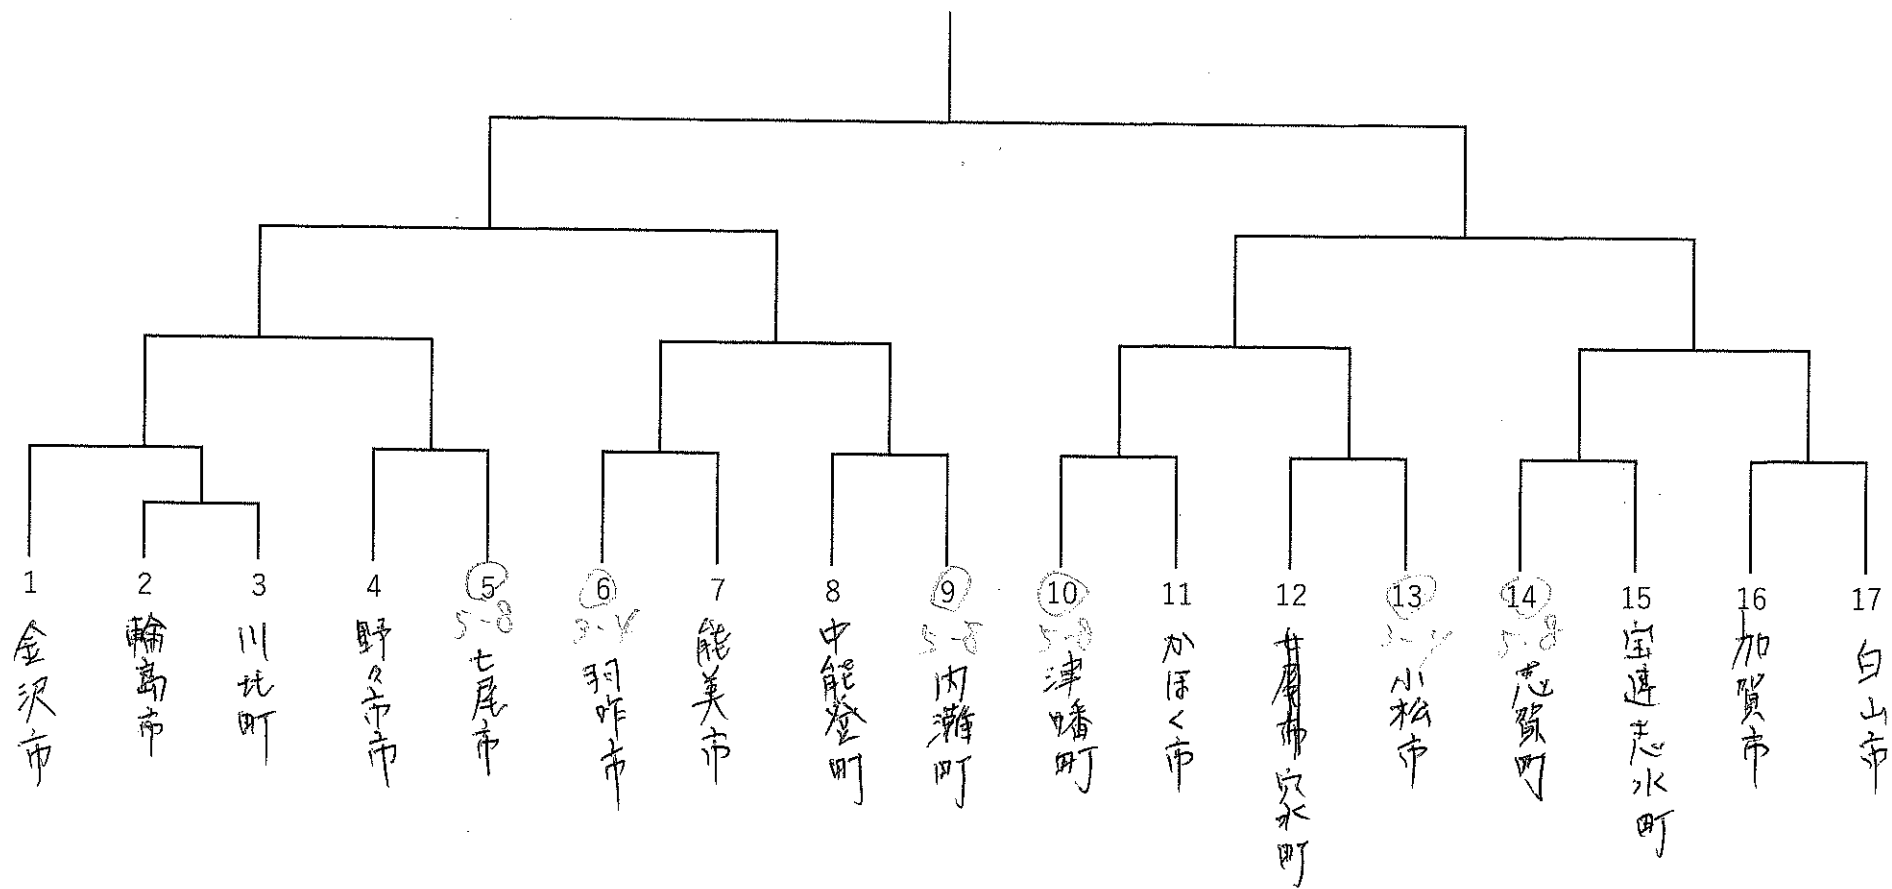 1 2 3 4 5 6 7 8 9 10 11 12 13 14 15 16 17
5-8 3-4 5-8 5-8 3-4 5-8
金沢市
輪島市
川北町
野々市市
七尾市
羽咋市
能美市
中能登町
内灘町
津幡町
かほく市
穴水町
小松市
志賀町
宝達志水町
加賀市
白山市